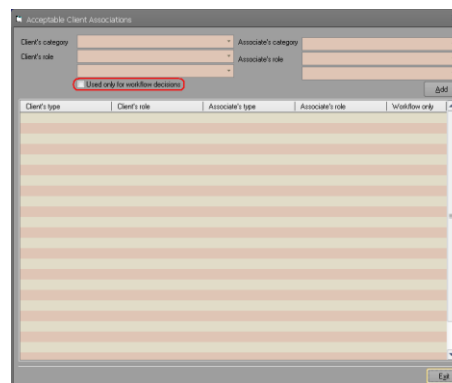 Acceptable Client Associations
Client's category
Associate's category
Client's role
Associate's role
Used only for workflow decisions
Add
Client's type Client's role Associate's type Associate's role Workflow only
Exit